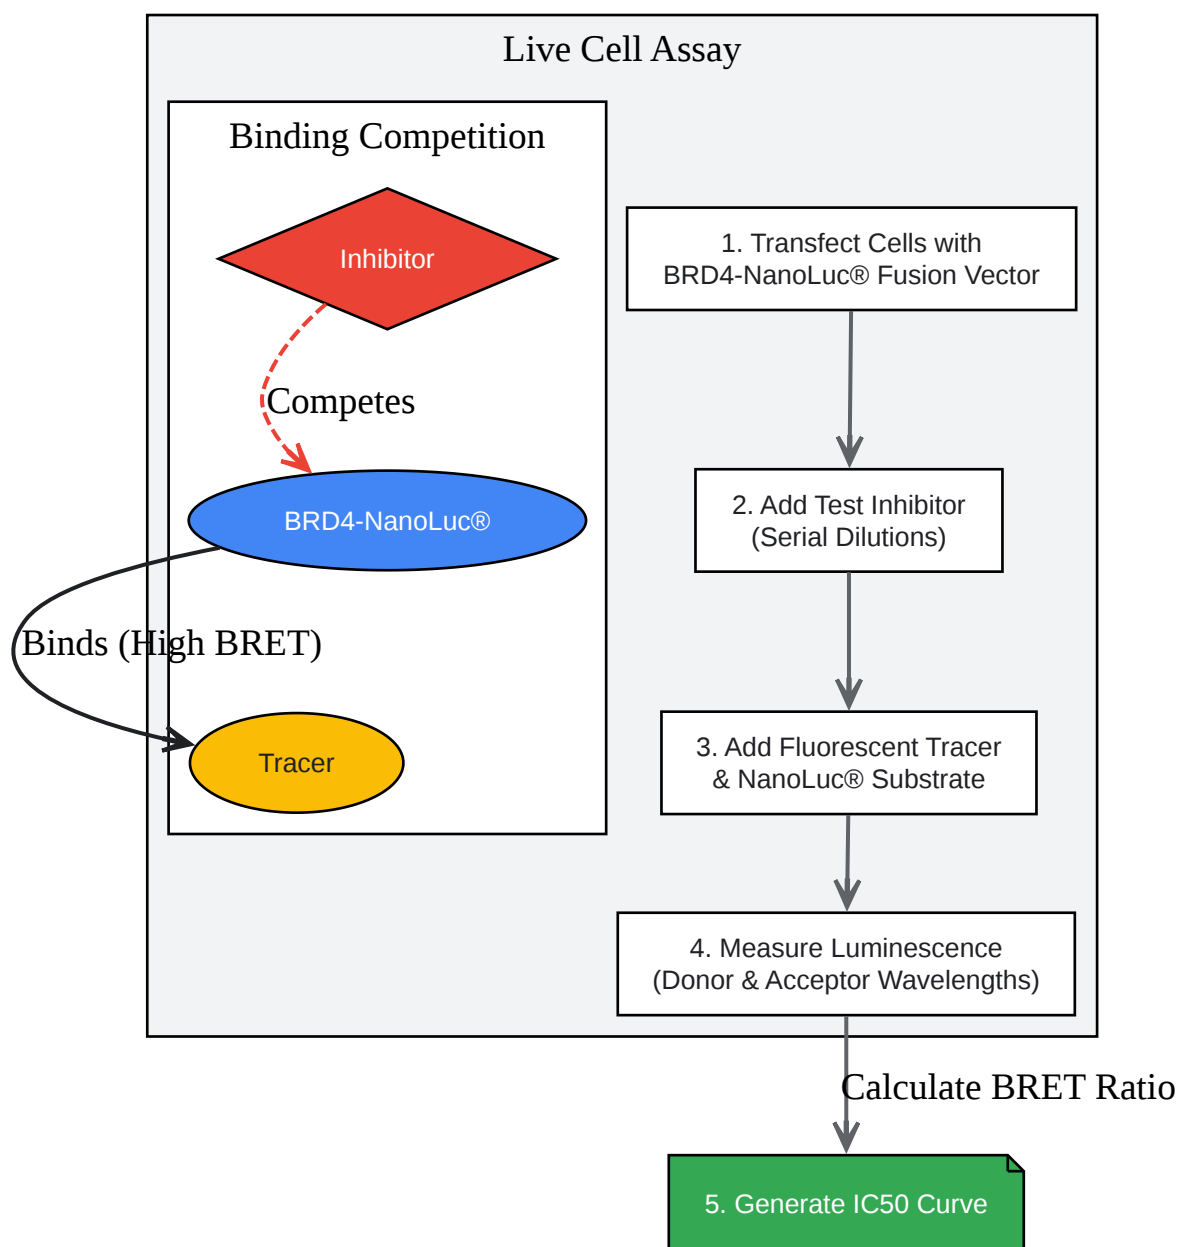 Live Cell Assay
Binding Competition
Inhibitor
Competes
BRD4-NanoLuc®
Binds (High BRET)
Tracer
1. Transfect Cells with
BRD4-NanoLuc® Fusion Vector
2. Add Test Inhibitor
(Serial Dilutions)
3. Add Fluorescent Tracer
& NanoLuc® Substrate
4. Measure Luminescence
(Donor & Acceptor Wavelengths)
Calculate BRET Ratio
5. Generate IC50 Curve